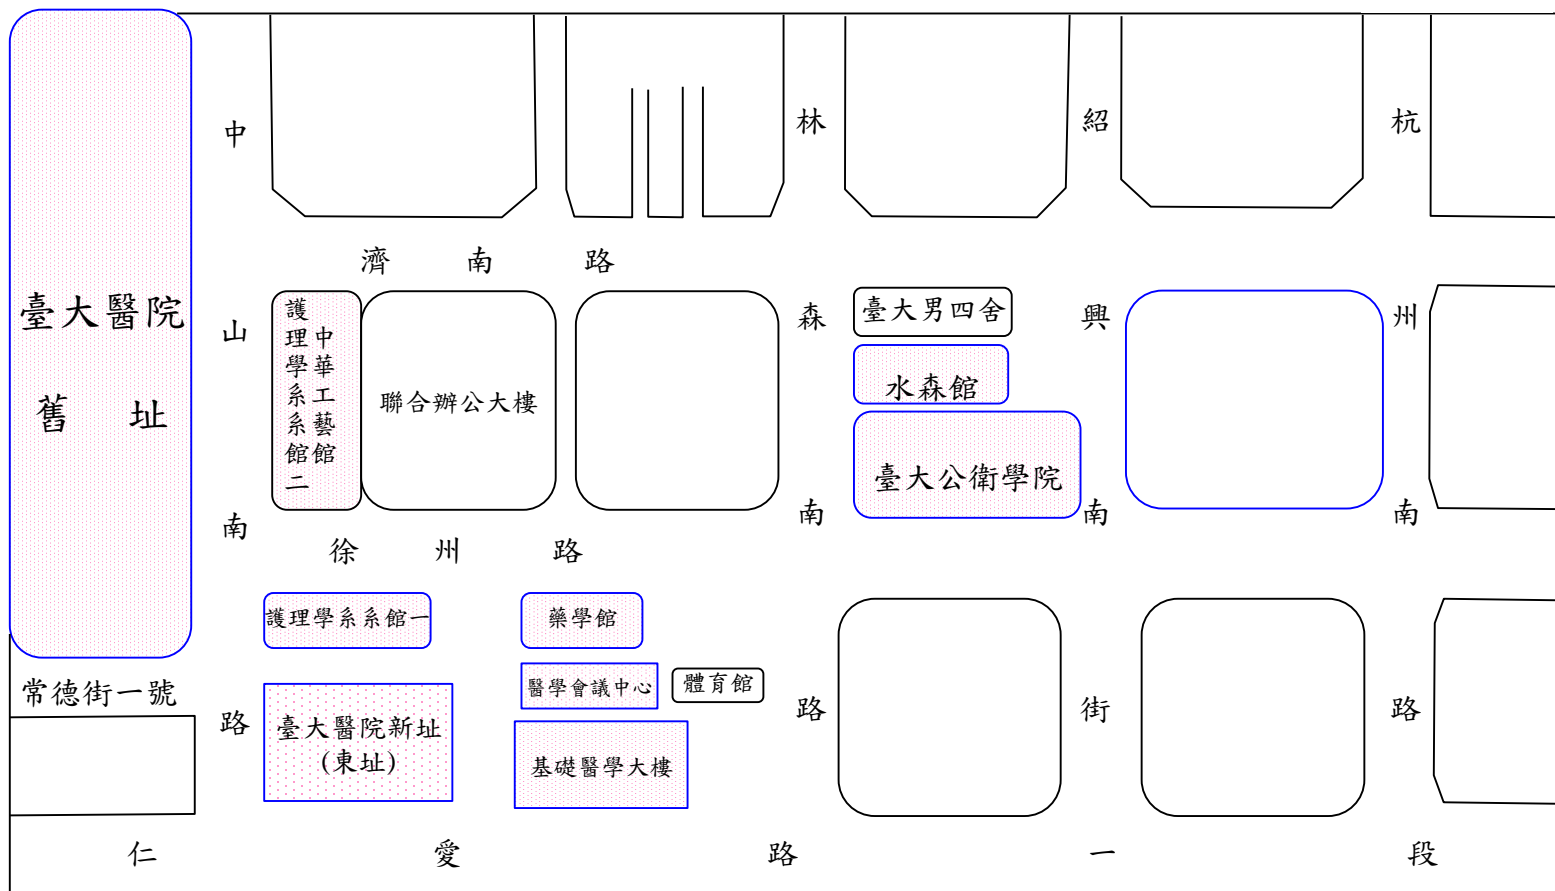 臺大醫院
舊址
常德街一號
中山南路
濟南路
護理學系系館二
中華工藝館
聯合辦公大樓
徐州路
護理學系系館一
臺大醫院新址
(東址)
藥學館
醫學會議中心
體育館
基礎醫學大樓
林森南路
臺大男四舍
水森館
臺大公衛學院
紹興南街
杭州南路
仁愛路一段